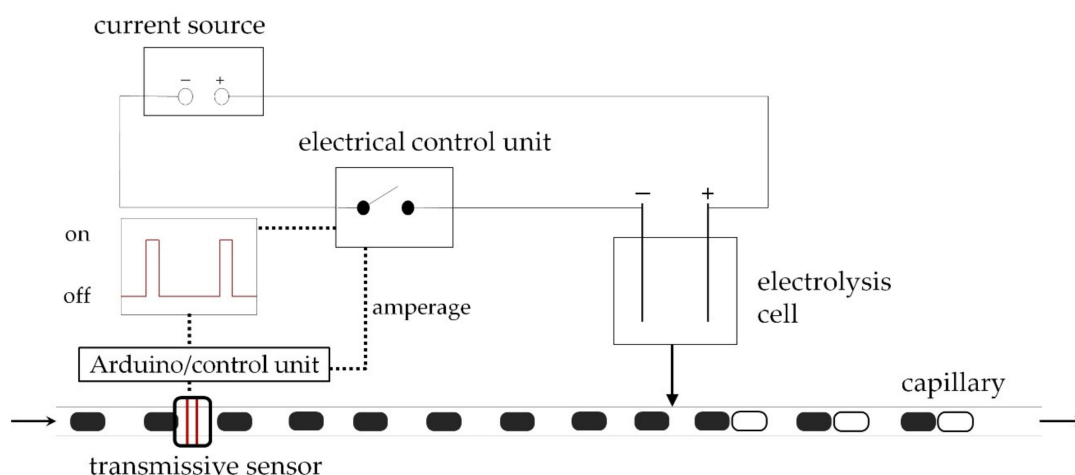 current source
− +
electrical control unit
− +
on
off
amperage
electrolysis
cell
Arduino/control unit
capillary
transmissive sensor